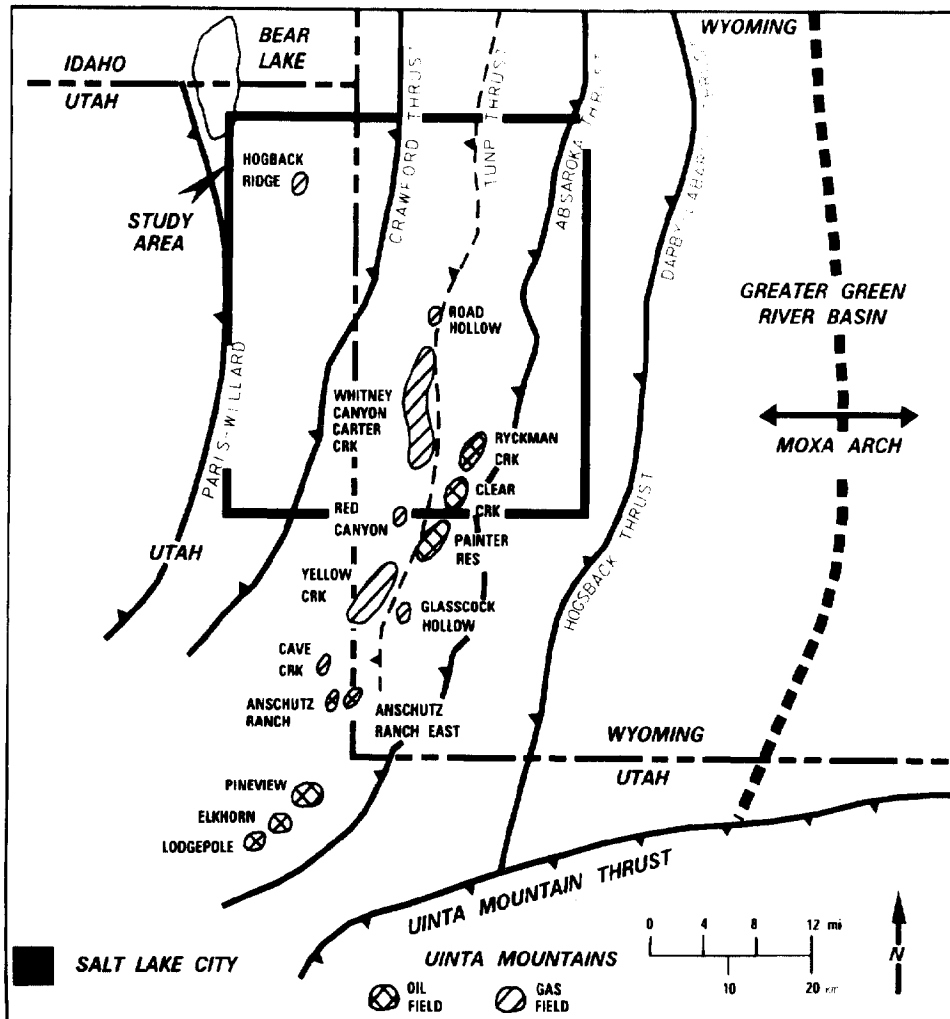 WYOMING
BEAR
LAKE
IDAHO
UTAH
CRAWFORD THRUST
TUNP THRUST
ABSAROKA THRUST
HOGBACK
RIDGE
STUDY
AREA
PARIS-WILLARD
ROAD
HOLLOW
GREATER GREEN
RIVER BASIN
MOXA ARCH
WHITNEY
CANYON
CARTER
CRK
RYCKMAN
CRK
CLEAR
CRK
RED
CANYON
PAINTER
RES
UTAH
YELLOW
CRK
GLASSCOCK
HOLLOW
HOGSBACK THRUST
CAVE
CRK
ANSCHUTZ
RANCH
ANSCHUTZ
RANCH EAST
WYOMING
UTAH
PINEVIEW
ELKHORN
LODGEPOLE
UINTA MOUNTAIN THRUST
0 4 8 12 mi
10 20 KM
N
SALT LAKE CITY
UINTA MOUNTAINS
OIL
FIELD
GAS
FIELD